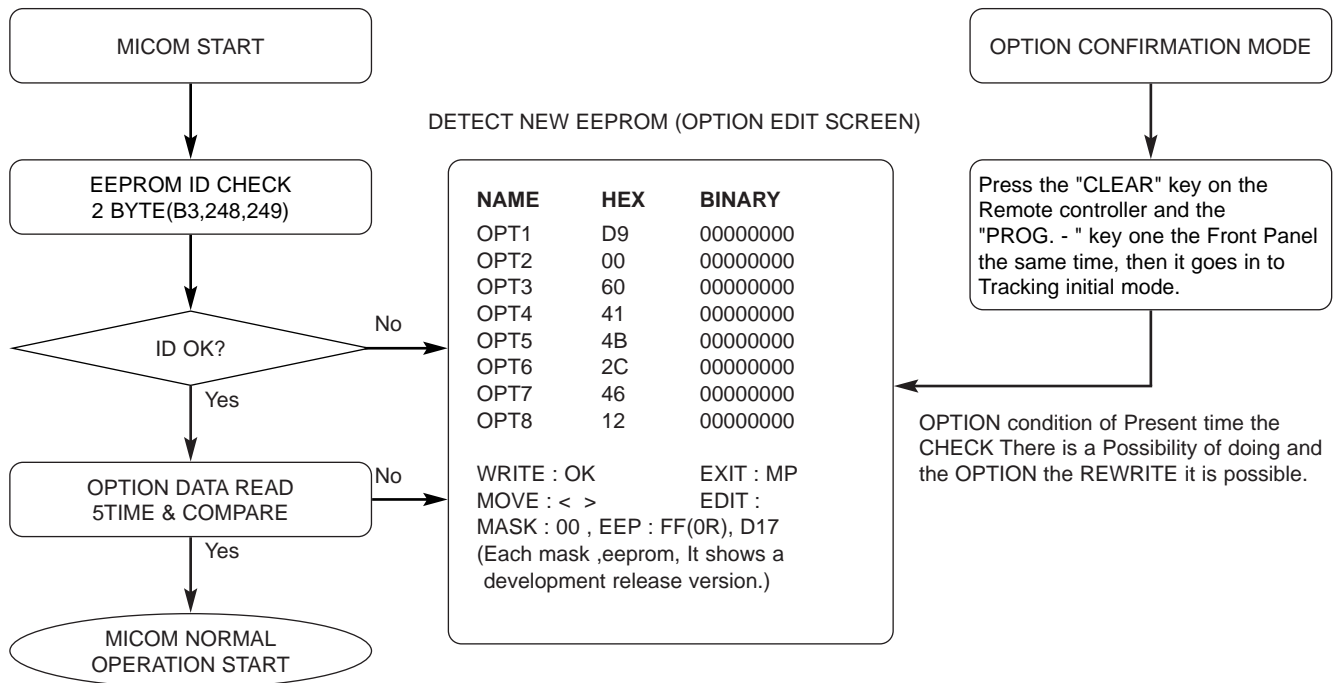 MICOM START
EEPROM ID CHECK
2 BYTE(B3,248,249)
ID OK?
No
Yes
OPTION DATA READ
5TIME & COMPARE
No
Yes
MICOM NORMAL
OPERATION START
DETECT NEW EEPROM (OPTION EDIT SCREEN)
NAME HEX BINARY
OPT1 D9 00000000
OPT2 00 00000000
OPT3 60 00000000
OPT4 41 00000000
OPT5 4B 00000000
OPT6 2C 00000000
OPT7 46 00000000
OPT8 12 00000000
WRITE : OK EXIT : MP
MOVE : < > EDIT :
MASK : 00 , EEP : FF(0R), D17
(Each mask ,eeprom, It shows a
development release version.)
OPTION CONFIRMATION MODE
Press the "CLEAR" key on the
Remote controller and the
"PROG. - " key one the Front Panel
the same time, then it goes in to
Tracking initial mode.
OPTION condition of Present time the
CHECK There is a Possibility of doing and
the OPTION the REWRITE it is possible.